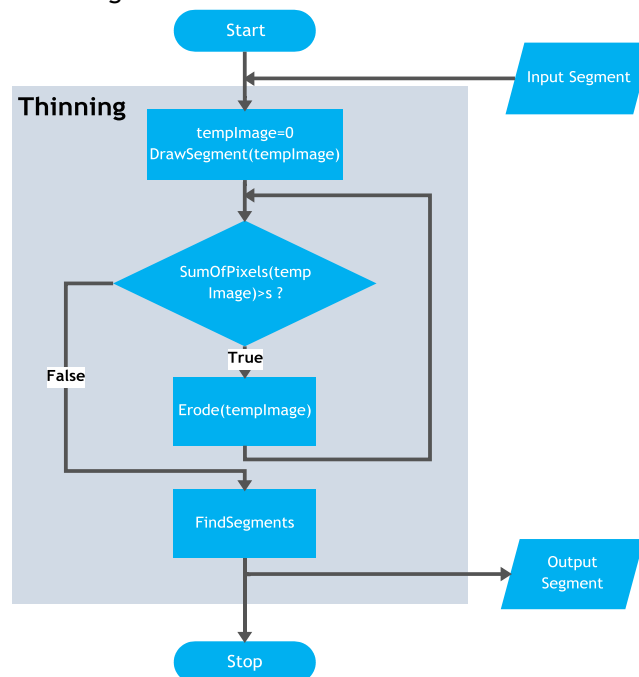 Start
Input Segment
Thinning
tempImage=0
DrawSegment(tempImage)
SumOfPixels(temp
Image)>s ?
True
False
Erode(tempImage)
FindSegments
Output
Segment
Stop